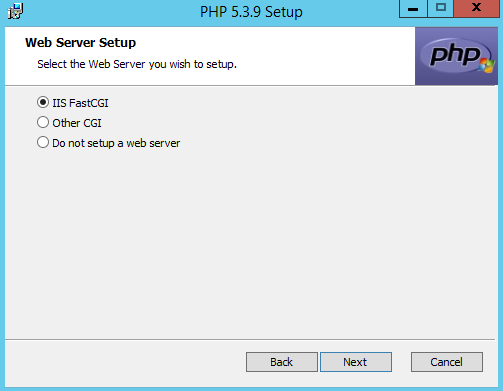 PHP 5.3.9 Setup
Web Server Setup
Select the Web Server you wish to setup.
php
IIS FastCGI
Other CGI
Do not setup a web server
Back
Next
Cancel